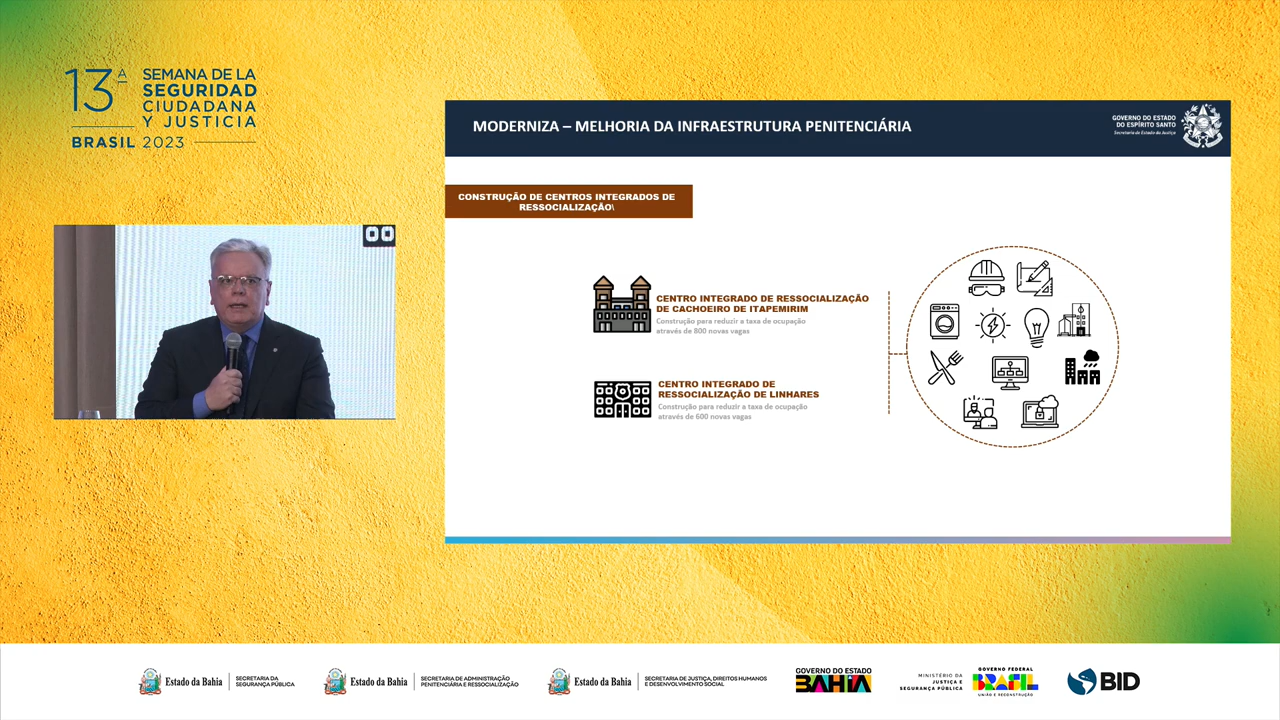 13ª
SEMANA DE LA
SEGURIDAD
CIUDADANA
Y JUSTICIA
BRASIL 2023
MODERNIZA – MELHORIA DA INFRAESTRUTURA PENITENCIÁRIA
GOVERNO DO ESTADO
DO ESPÍRITO SANTO
Secretaria de Estado da Justiça
CONSTRUÇÃO DE CENTROS INTEGRADOS DE
RESSOCIALIZAÇÃO\
CENTRO INTEGRADO DE RESSOCIALIZAÇÃO
DE CACHOEIRO DE ITAPEMIRIM
Construção para reduzir a taxa de ocupação
através de 800 novas vagas
CENTRO INTEGRADO DE
RESSOCIALIZAÇÃO DE LINHARES
Construção para reduzir a taxa de ocupação
através de 600 novas vagas
Estado da Bahia
SECRETARIA DA
SEGURANÇA PÚBLICA
Estado da Bahia
SECRETARIA DE ADMINISTRAÇÃO
PENITENCIÁRIA E RESSOCIALIZAÇÃO
Estado da Bahia
SECRETARIA DE JUSTIÇA, DIREITOS HUMANOS
E DESENVOLVIMENTO SOCIAL
GOVERNO DO ESTADO
BAHIA
MINISTÉRIO DA
JUSTIÇA E
SEGURANÇA PÚBLICA
GOVERNO FEDERAL
BRASIL
UNIÃO E RECONSTRUÇÃO
BID